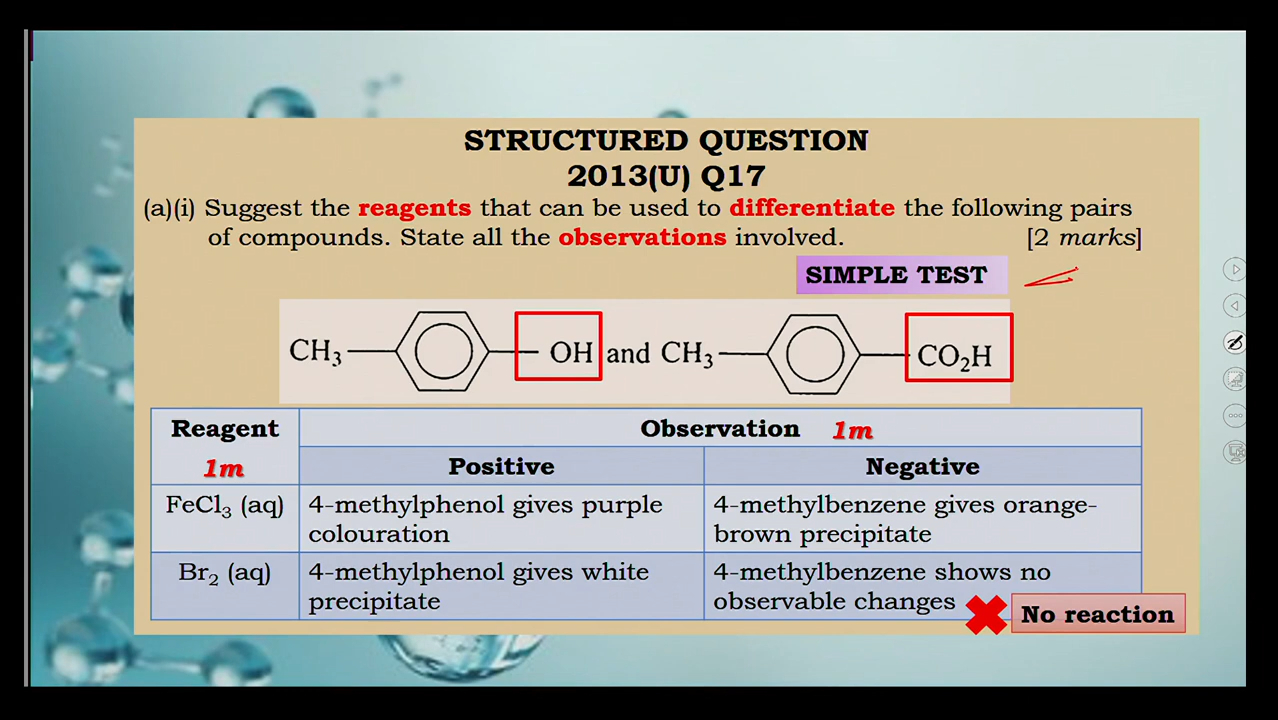 STRUCTURED QUESTION
2013(U) Q17
(a)(i) Suggest the reagents that can be used to differentiate the following pairs
of compounds. State all the observations involved. [2 marks]
SIMPLE TEST
CH₃ OH and CH₃ CO₂H
Reagent Observation 1m
1m Positive Negative
FeCl₃ (aq) 4-methylphenol gives purple 4-methylbenzene gives orange-
colouration brown precipitate
Br₂ (aq) 4-methylphenol gives white 4-methylbenzene shows no
precipitate observable changes
No reaction